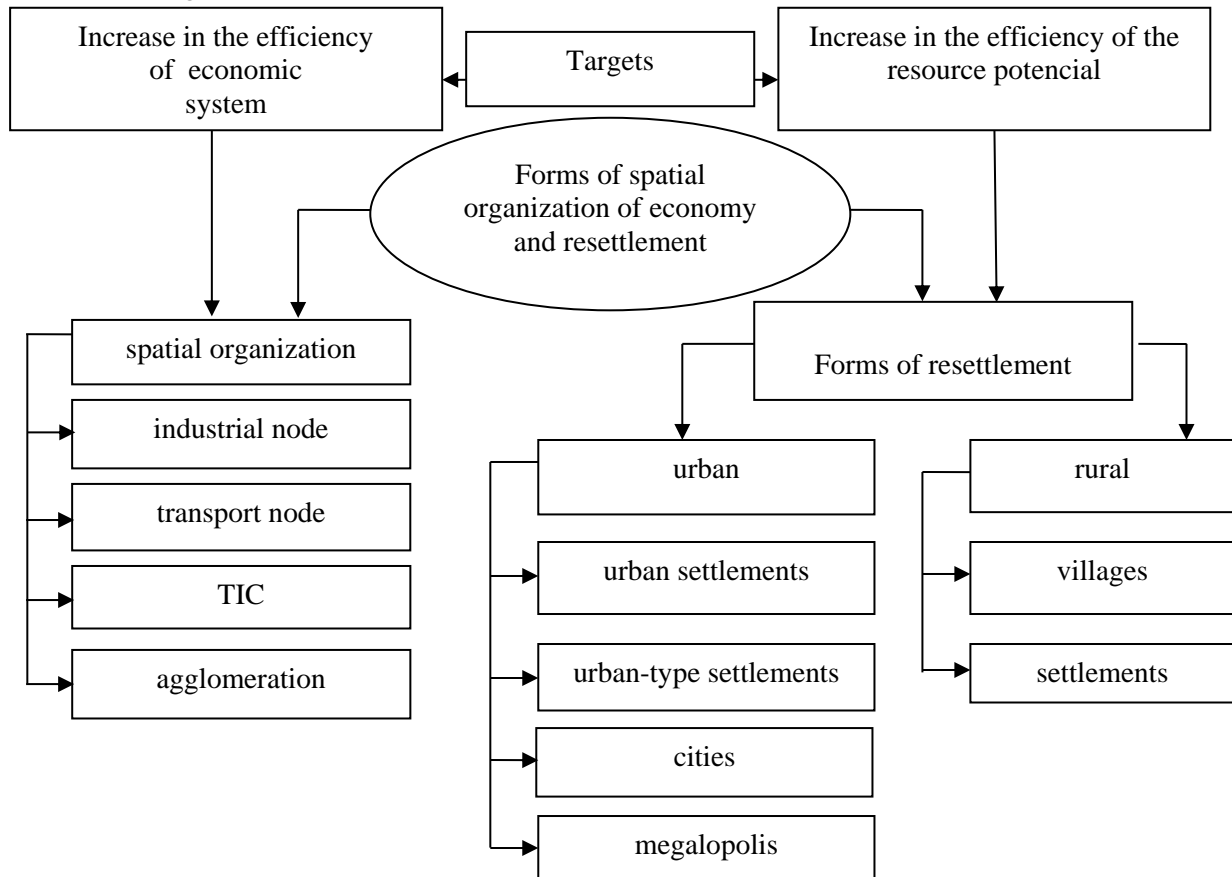 Increase in the efficiency
of economic
system
Targets
Increase in the efficiency of the
resource potencial
Forms of spatial
organization of economy
and resettlement
spatial organization
industrial node
transport node
TIC
agglomeration
Forms of resettlement
urban
urban settlements
urban-type settlements
cities
megalopolis
rural
villages
settlements